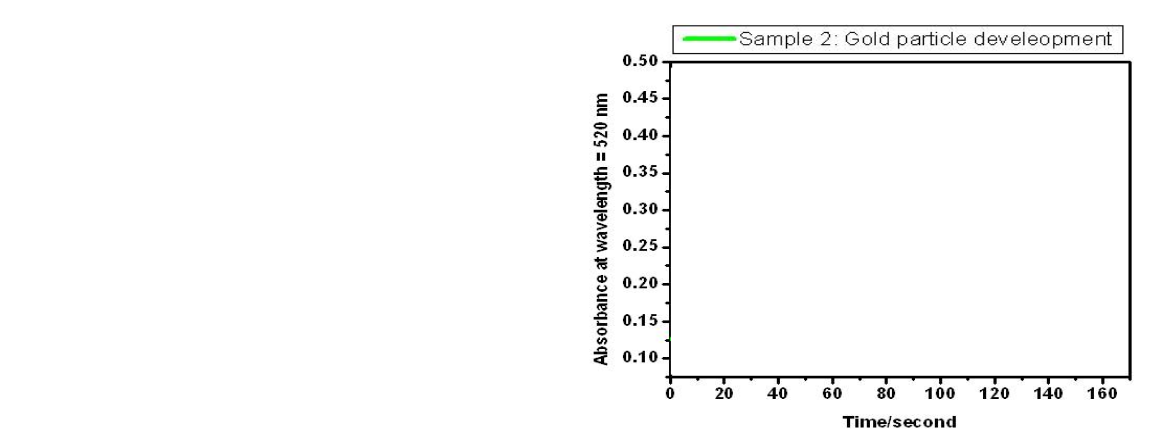 Sample 2: Gold particle develeopment
0.50
0.45
0.40
0.35
0.30
0.25
0.20
0.15
0.10
Absorbance at wavelength = 520 nm
0 20 40 60 80 100 120 140 160
Time/second